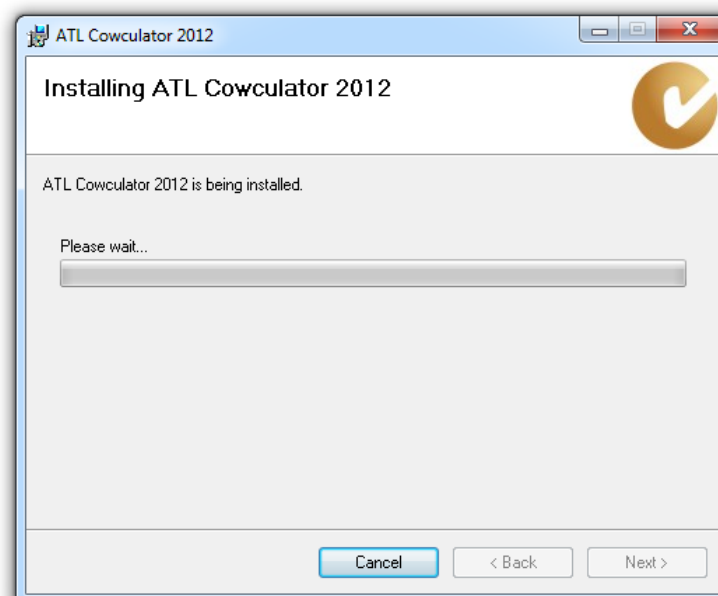 ATL Cowculator 2012
Installing ATL Cowculator 2012
ATL Cowculator 2012 is being installed.
Please wait...
Cancel
< Back
Next >